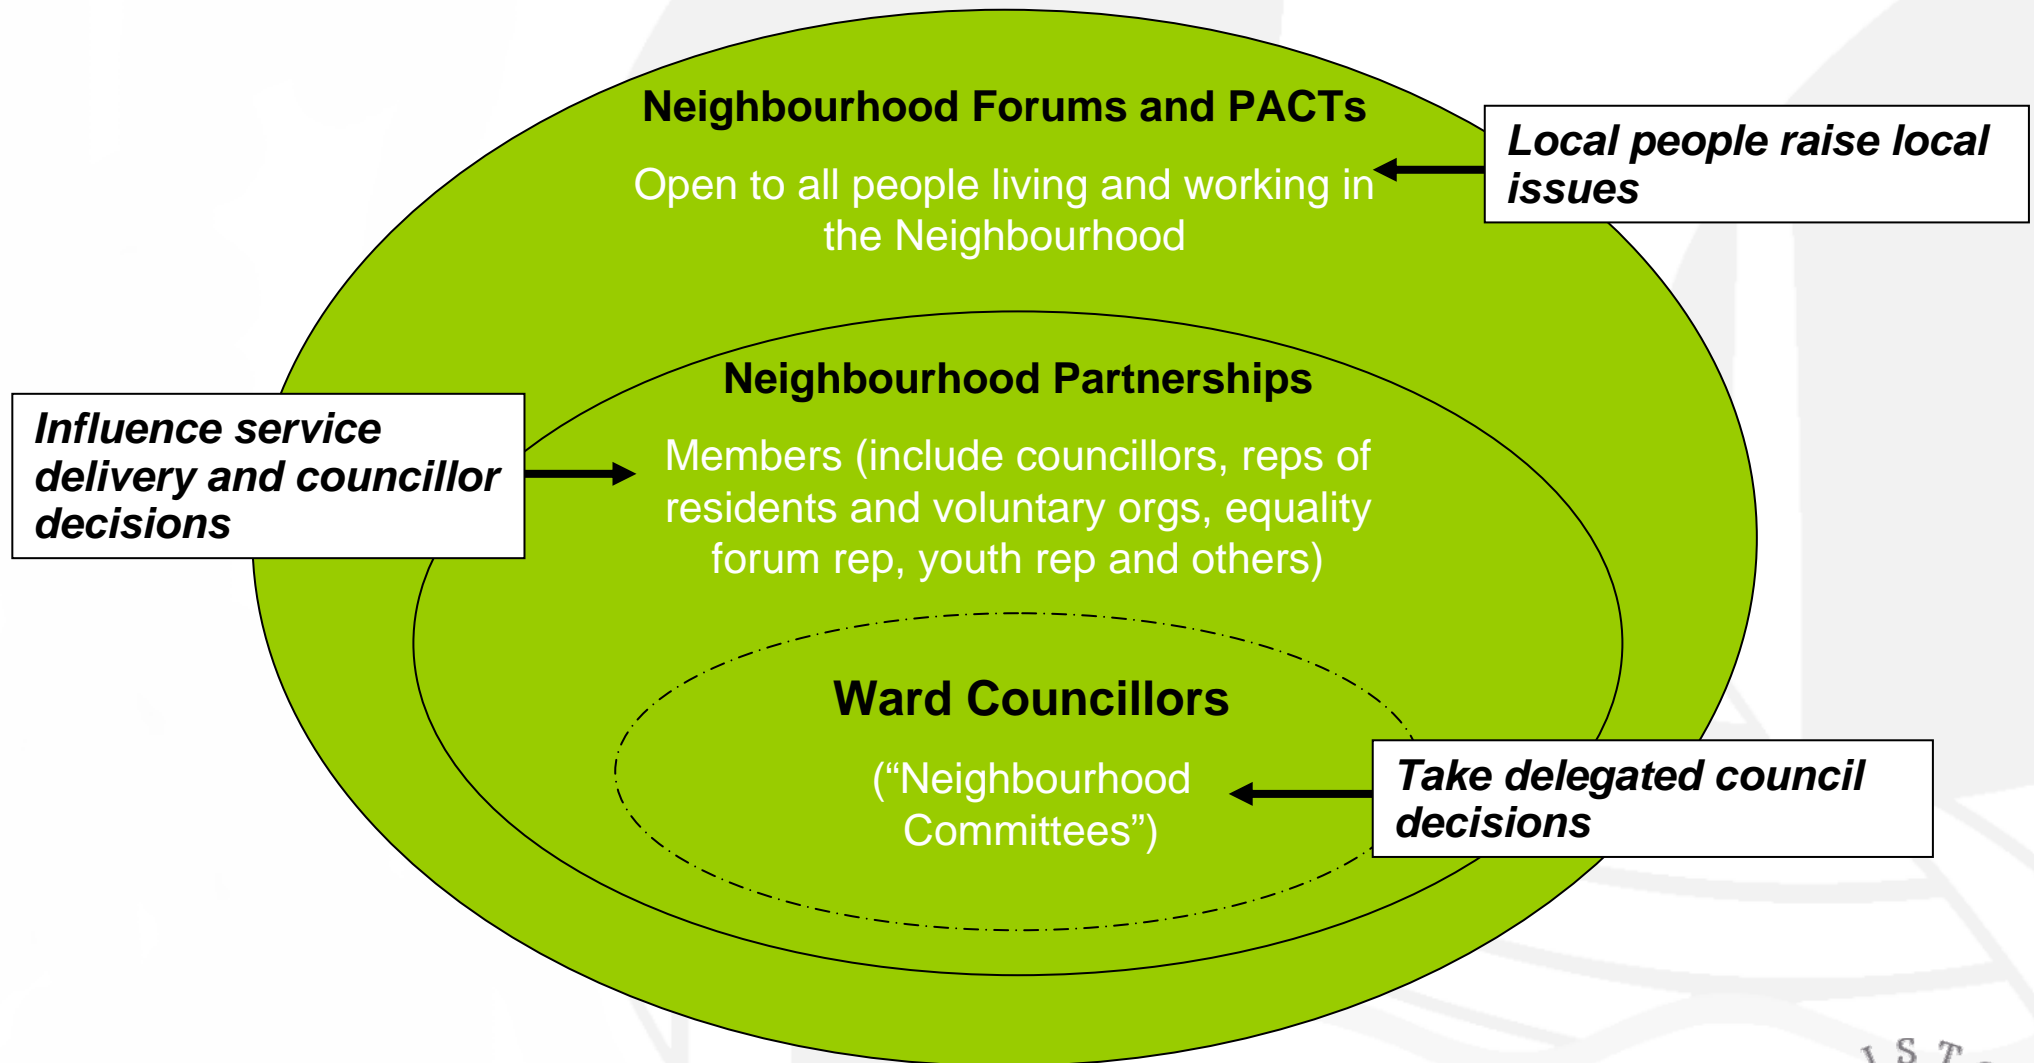 Neighbourhood Forums and PACTs
Open to all people living and working in
the Neighbourhood
Local people raise local
issues
Neighbourhood Partnerships
Members (include councillors, reps of
residents and voluntary orgs, equality
forum rep, youth rep and others)
Influence service
delivery and councillor
decisions
Ward Councillors
(“Neighbourhood
Committees”)
Take delegated council
decisions